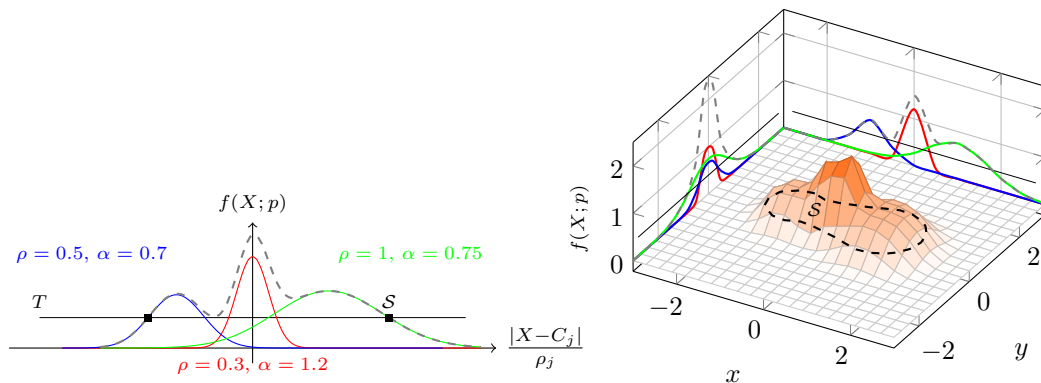 f(X; p)
ρ = 0.5, α = 0.7
ρ = 1, α = 0.75
T
S
|X−C_j|
ρ_j
ρ = 0.3, α = 1.2
f(X; p)
2
1
0
S
−2
0
2
x
−2
0
2
y